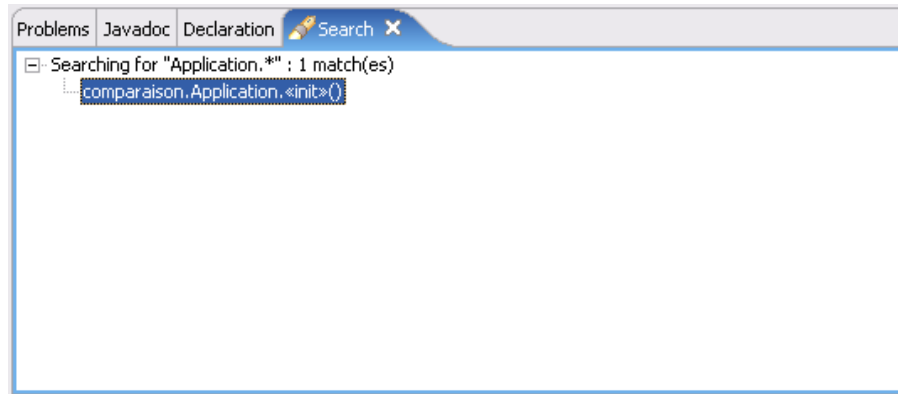 Problems Javadoc Declaration Search
Searching for "Application.*" : 1 match(es)
comparaison.Application.«init»()